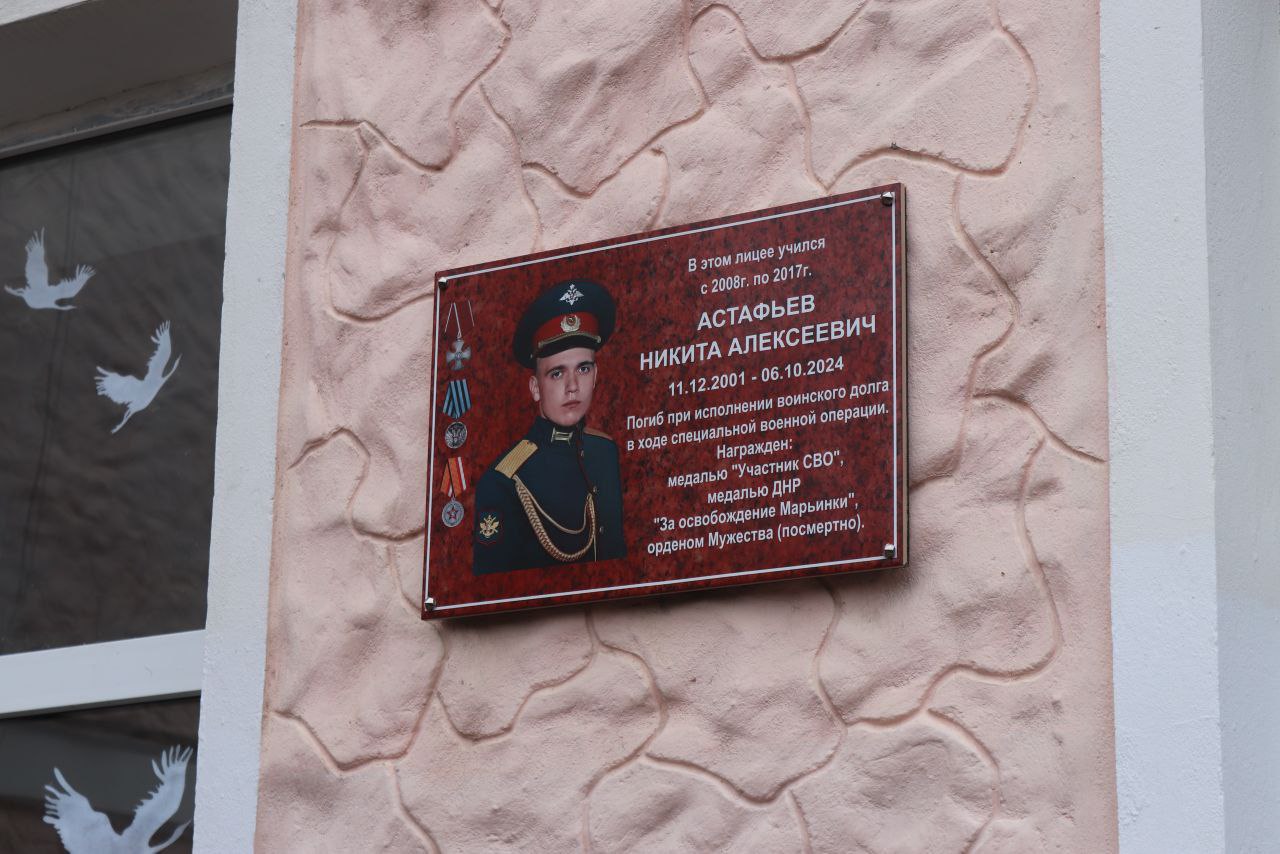 В этом лицее учился
с 2008г. по 2017г.
АСТАФЬЕВ
НИКИТА АЛЕКСЕЕВИЧ
11.12.2001 - 06.10.2024
Погиб при исполнении воинского долга
в ходе специальной военной операции.
Награжден:
медалью "Участник СВО",
медалью ДНР
"За освобождение Марьинки",
орденом Мужества (посмертно).